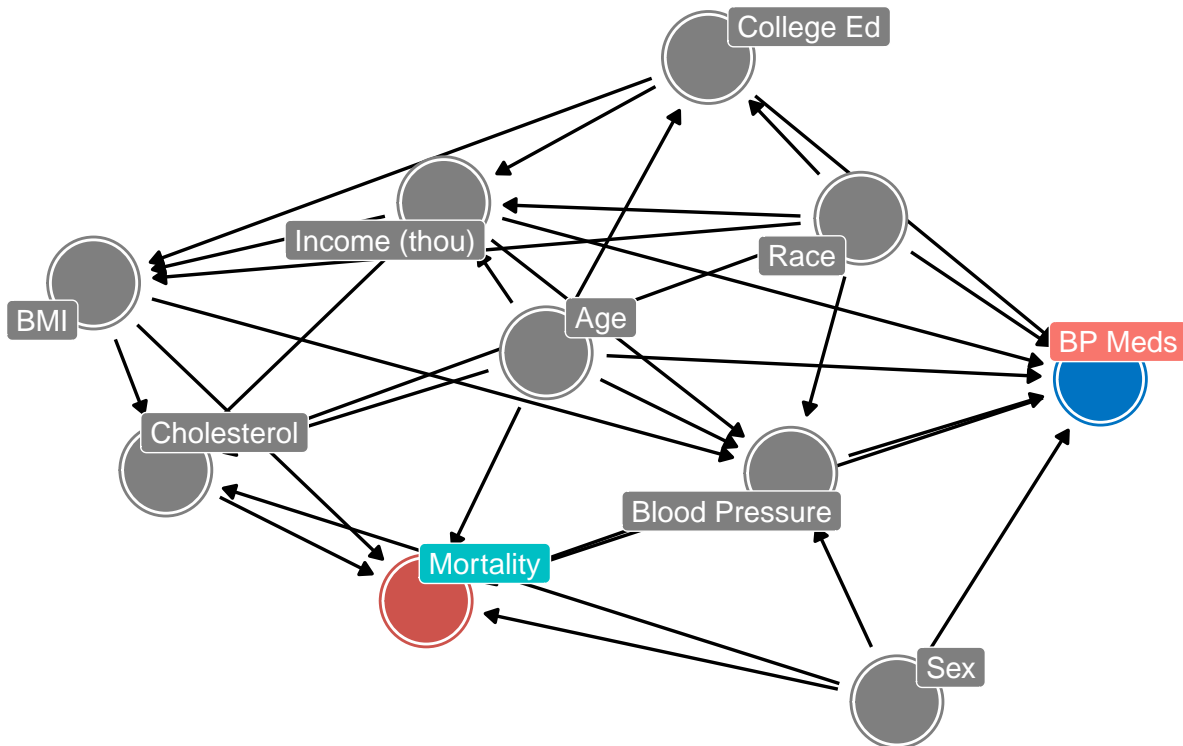 College Ed
Income (thou)
Race
BMI
Age
BP Meds
Cholesterol
Blood Pressure
Mortality
Sex